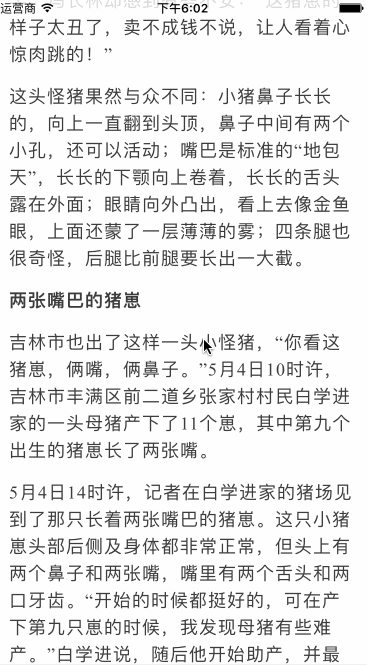 运营商 下午6:02
样子太丑了，卖不成钱不说，让人看着心
惊肉跳的！”
这头怪猪果然与众不同：小猪鼻子长长
的，向上一直翻到头顶，鼻子中间有两个
小孔，还可以活动；嘴巴是标准的“地包
天”，长长的下颚向上卷着，长长的舌头
露在外面；眼睛向外凸出，看上去像金鱼
眼，上面还蒙了一层薄薄的雾；四条腿也
很奇怪，后腿比前腿要长出一大截。
两张嘴巴的猪崽
吉林市也出了这样一头小怪猪，“你看这
猪崽，俩嘴，俩鼻子。”5月4日10时许，
吉林市丰满区前二道乡张家村村民白学进
家的一头母猪产下了11个崽，其中第九个
出生的猪崽长了两张嘴。
5月4日14时许，记者在白学进家的猪场见
到了那只长着两张嘴巴的猪崽。这只小猪
崽头部后侧及身体都非常正常，但头上有
两个鼻子和两张嘴，嘴里有两个舌头和两
口牙齿。“开始的时候都挺好的，可在产
下第九只崽的时候，我发现母猪有些难
产。”白学进说，随后他开始助产，并最